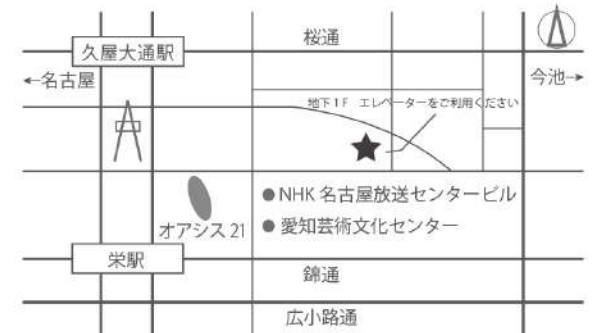 桜通
久屋大通駅
←名古屋
今池→
地下1F エレベーターをご利用ください
●NHK 名古屋放送センタービル
オアシス21
●愛知芸術文化センター
栄駅
錦通
広小路通